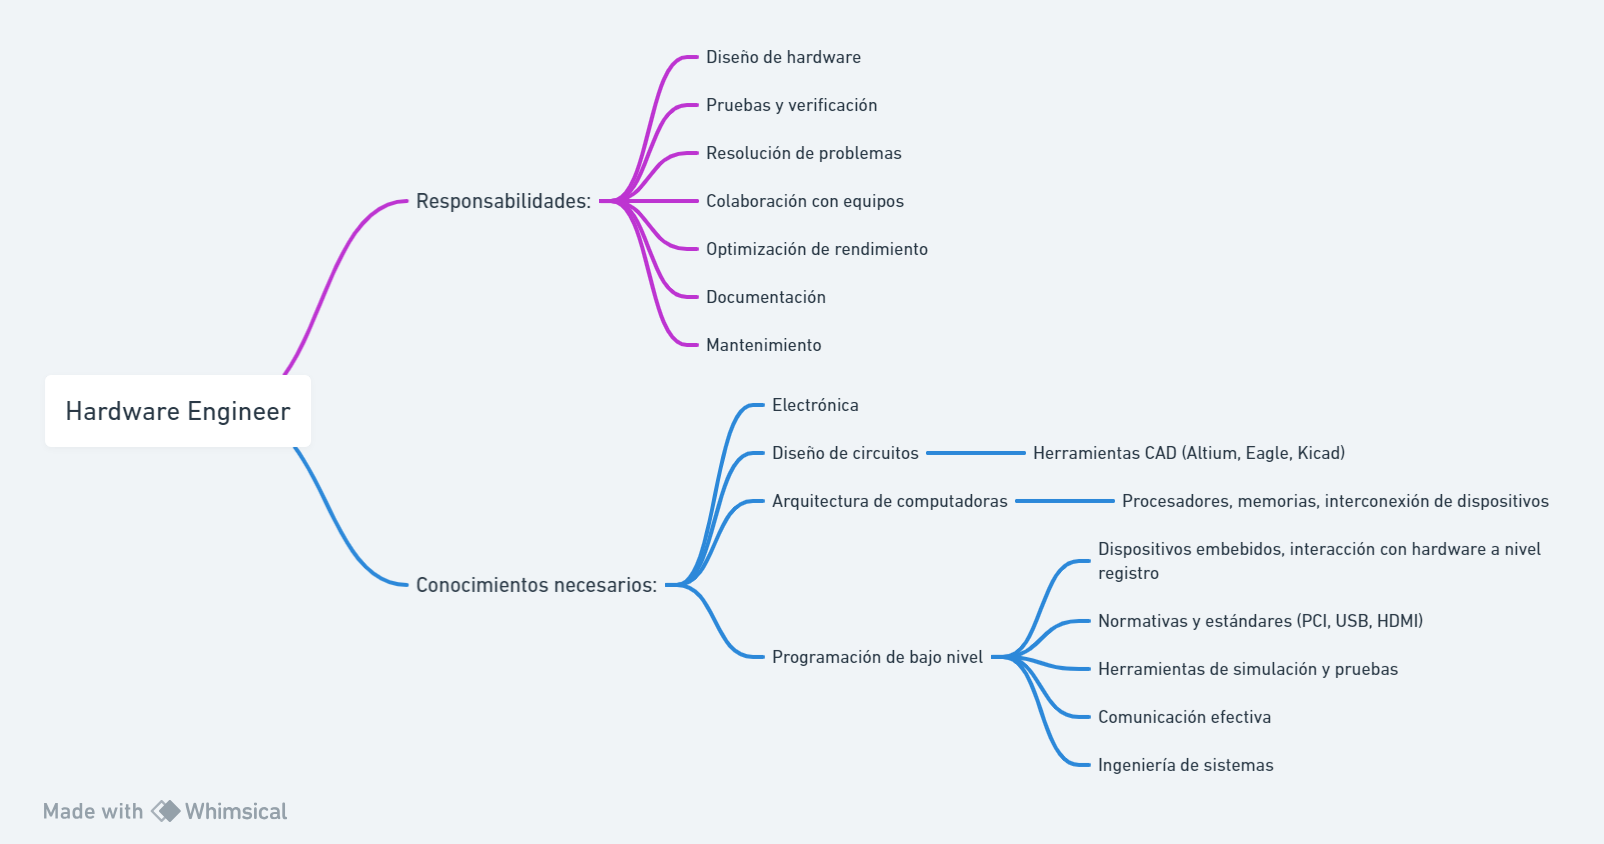 Hardware Engineer
Responsabilidades:
Diseño de hardware
Pruebas y verificación
Resolución de problemas
Colaboración con equipos
Optimización de rendimiento
Documentación
Mantenimiento
Conocimientos necesarios:
Electrónica
Diseño de circuitos
Herramientas CAD (Altium, Eagle, Kicad)
Arquitectura de computadoras
Procesadores, memorias, interconexión de dispositivos
Programación de bajo nivel
Dispositivos embebidos, interacción con hardware a nivel
registro
Normativas y estándares (PCI, USB, HDMI)
Herramientas de simulación y pruebas
Comunicación efectiva
Ingeniería de sistemas
Made with Whimsical